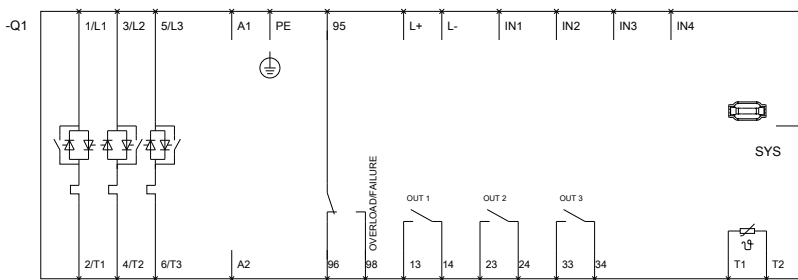 -Q1
1/L1 3/L2 5/L3 A1 PE 95 L+ L- IN1 IN2 IN3 IN4
SYS
OVERLOAD/FAILURE
OUT 1 OUT 2 OUT 3
ϑ
2/T1 4/T2 6/T3 A2 96 98 13 14 23 24 33 34 T1 T2